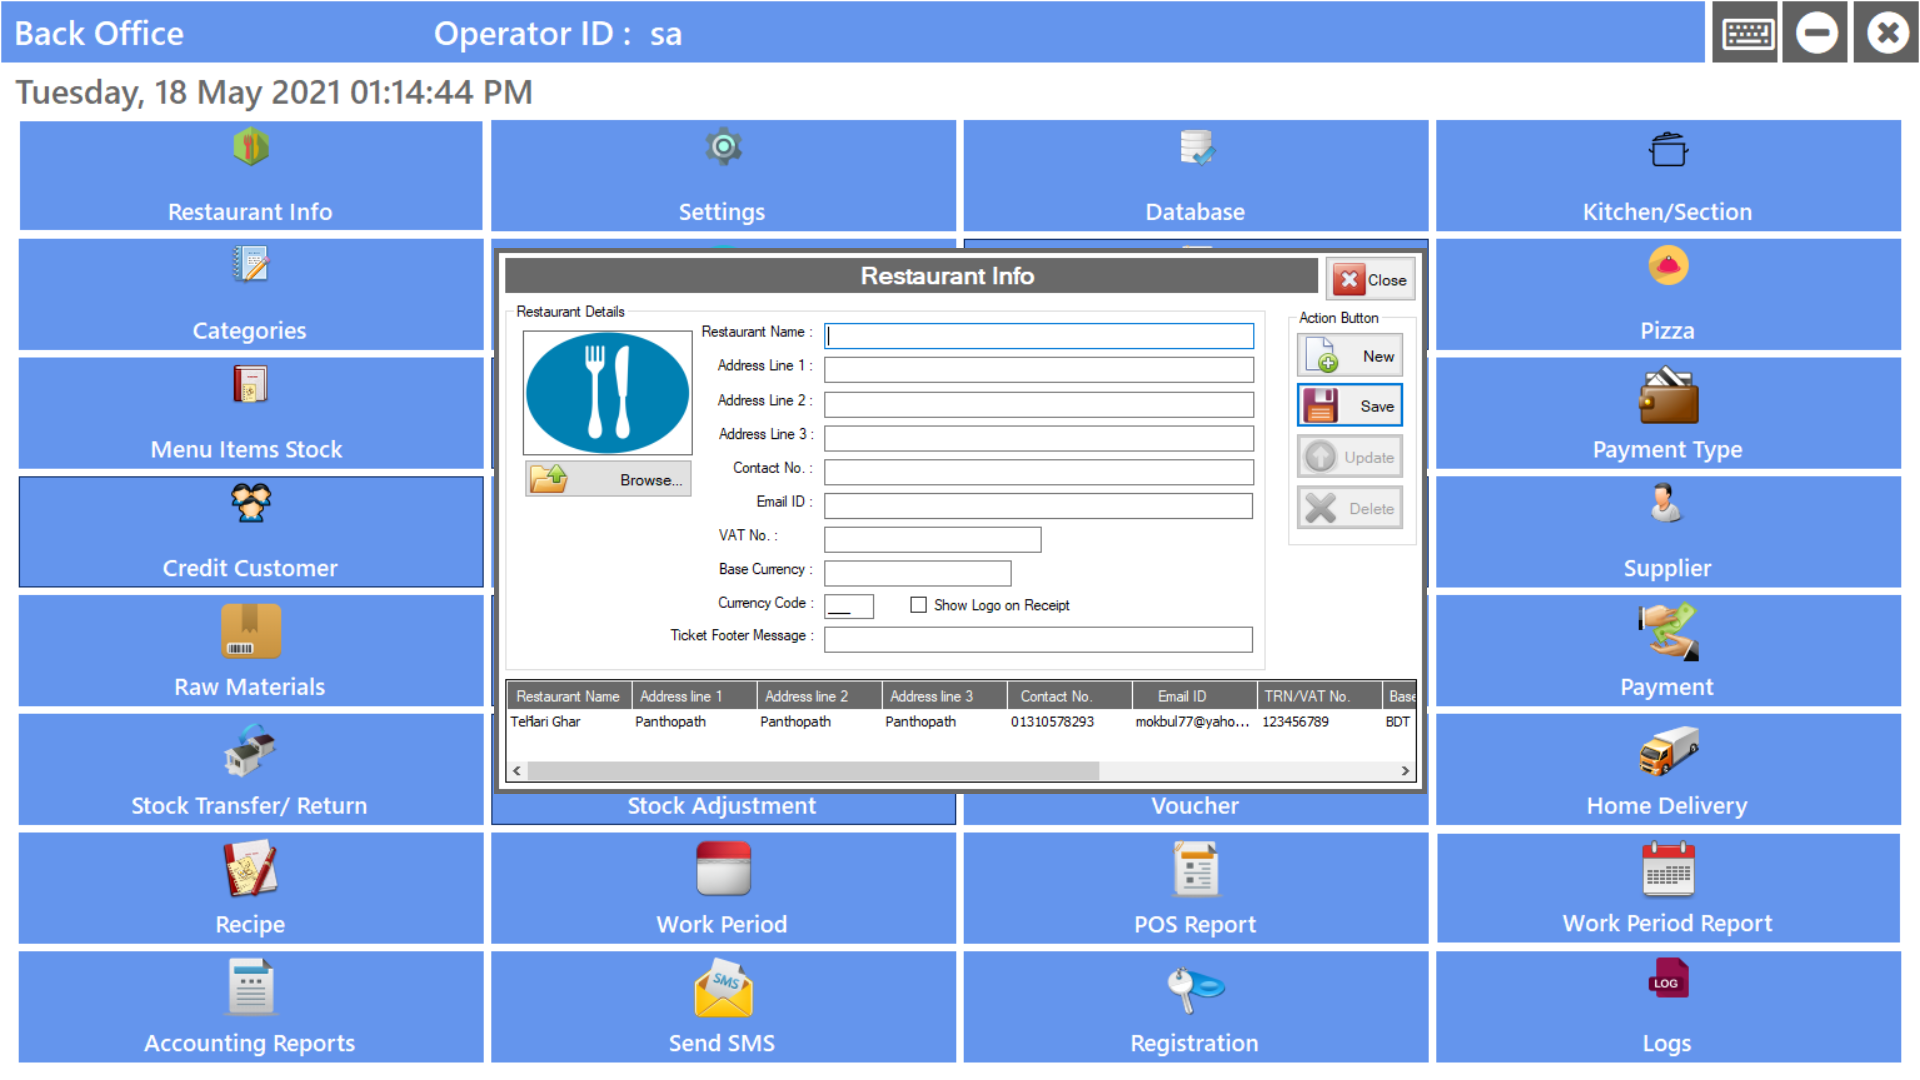 Back Office
Operator ID : sa
Tuesday, 18 May 2021 01:14:44 PM
Restaurant Info
Settings
Database
Kitchen/Section
Categories
Pizza
Menu Items Stock
Payment Type
Credit Customer
Supplier
Raw Materials
Payment
Stock Transfer/ Return
Stock Adjustment
Voucher
Home Delivery
Recipe
Work Period
POS Report
Work Period Report
Accounting Reports
SMS
Send SMS
Registration
LOG
Logs
Restaurant Info
Close
Restaurant Details
Browse...
Restaurant Name :
Address Line 1 :
Address Line 2 :
Address Line 3 :
Contact No. :
Email ID :
VAT No. :
Base Currency :
Currency Code : ___
Show Logo on Receipt
Ticket Footer Message :
Action Button
New
Save
Update
Delete
Restaurant Name Address line 1 Address line 2 Address line 3 Contact No. Email ID TRN/VAT No. Base
Ghar Panthopath Panthopath Panthopath 01310578293 mokbul77@yaho... 123456789 BDT